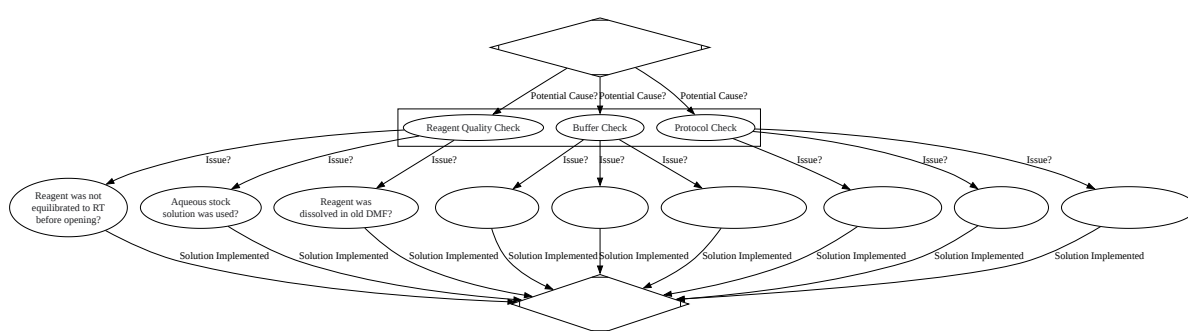 Potential Cause? Potential Cause? Potential Cause?
Reagent Quality Check Buffer Check Protocol Check
Issue? Issue? Issue? Issue? Issue? Issue? Issue? Issue? Issue?
Reagent was not
equilibrated to RT
before opening?
Aqueous stock
solution was used?
Reagent was
dissolved in old DMF?
Solution Implemented Solution Implemented Solution Implemented Solution Implemented Solution Implemented Solution Implemented Solution Implemented Solution Implemented